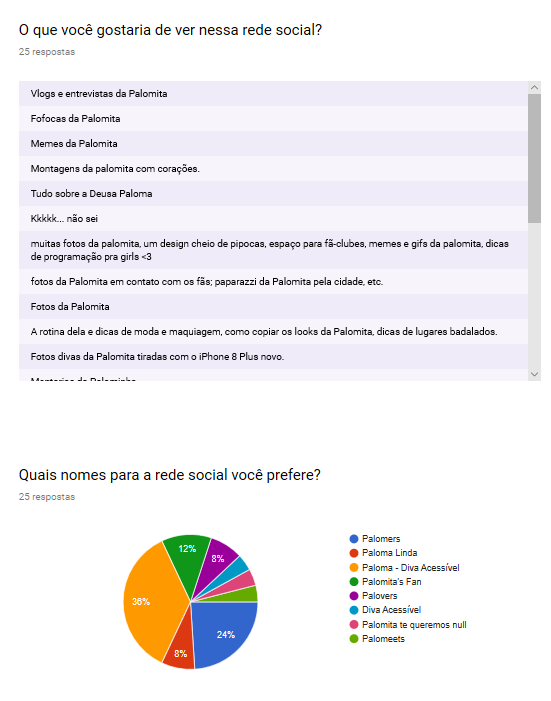 O que você gostaria de ver nessa rede social?
25 respostas
Vlogs e entrevistas da Palomita
Fofocas da Palomita
Memes da Palomita
Montagens da palomita com corações.
Tudo sobre a Deusa Paloma
Kkkkk... não sei
muitas fotos da palomita, um design cheio de pipocas, espaço para fã-clubes, memes e gifs da palomita, dicas
de programação pra girls <3
fotos da Palomita em contato com os fãs; paparazzi da Palomita pela cidade, etc.
Fotos da Palomita
A rotina dela e dicas de moda e maquiagem, como copiar os looks da Palomita, dicas de lugares badalados.
Fotos divas da Palomita tiradas com o iPhone 8 Plus novo.
Quais nomes para a rede social você prefere?
25 respostas
12%
8%
36%
24%
8%
Palomers
Paloma Linda
Paloma - Diva Acessível
Palomita's Fan
Palovers
Diva Acessível
Palomita te queremos null
Palomeets